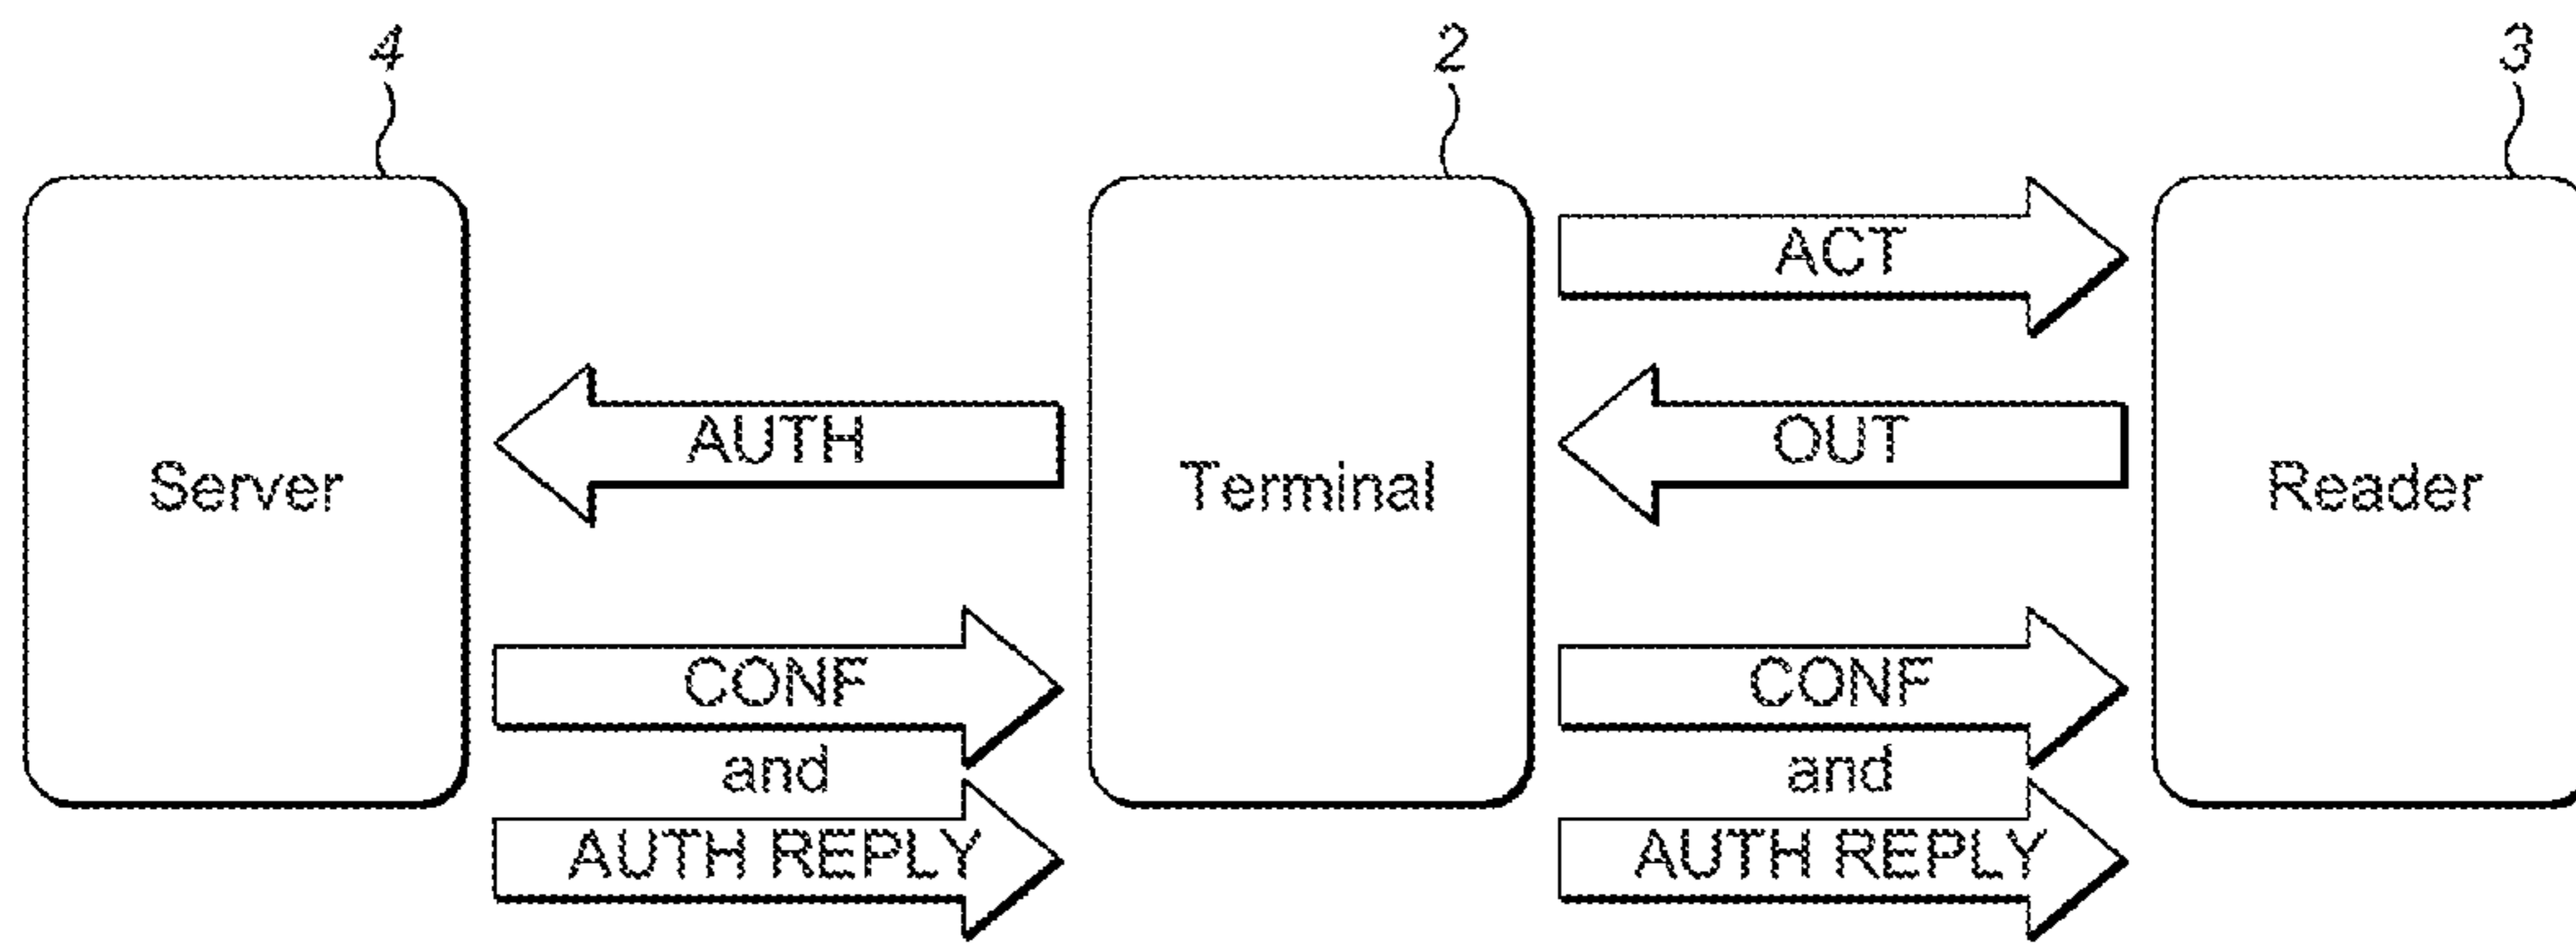 4 2 3
ACT
AUTH OUT
Server Terminal Reader
CONF CONF
and and
AUTH REPLY AUTH REPLY